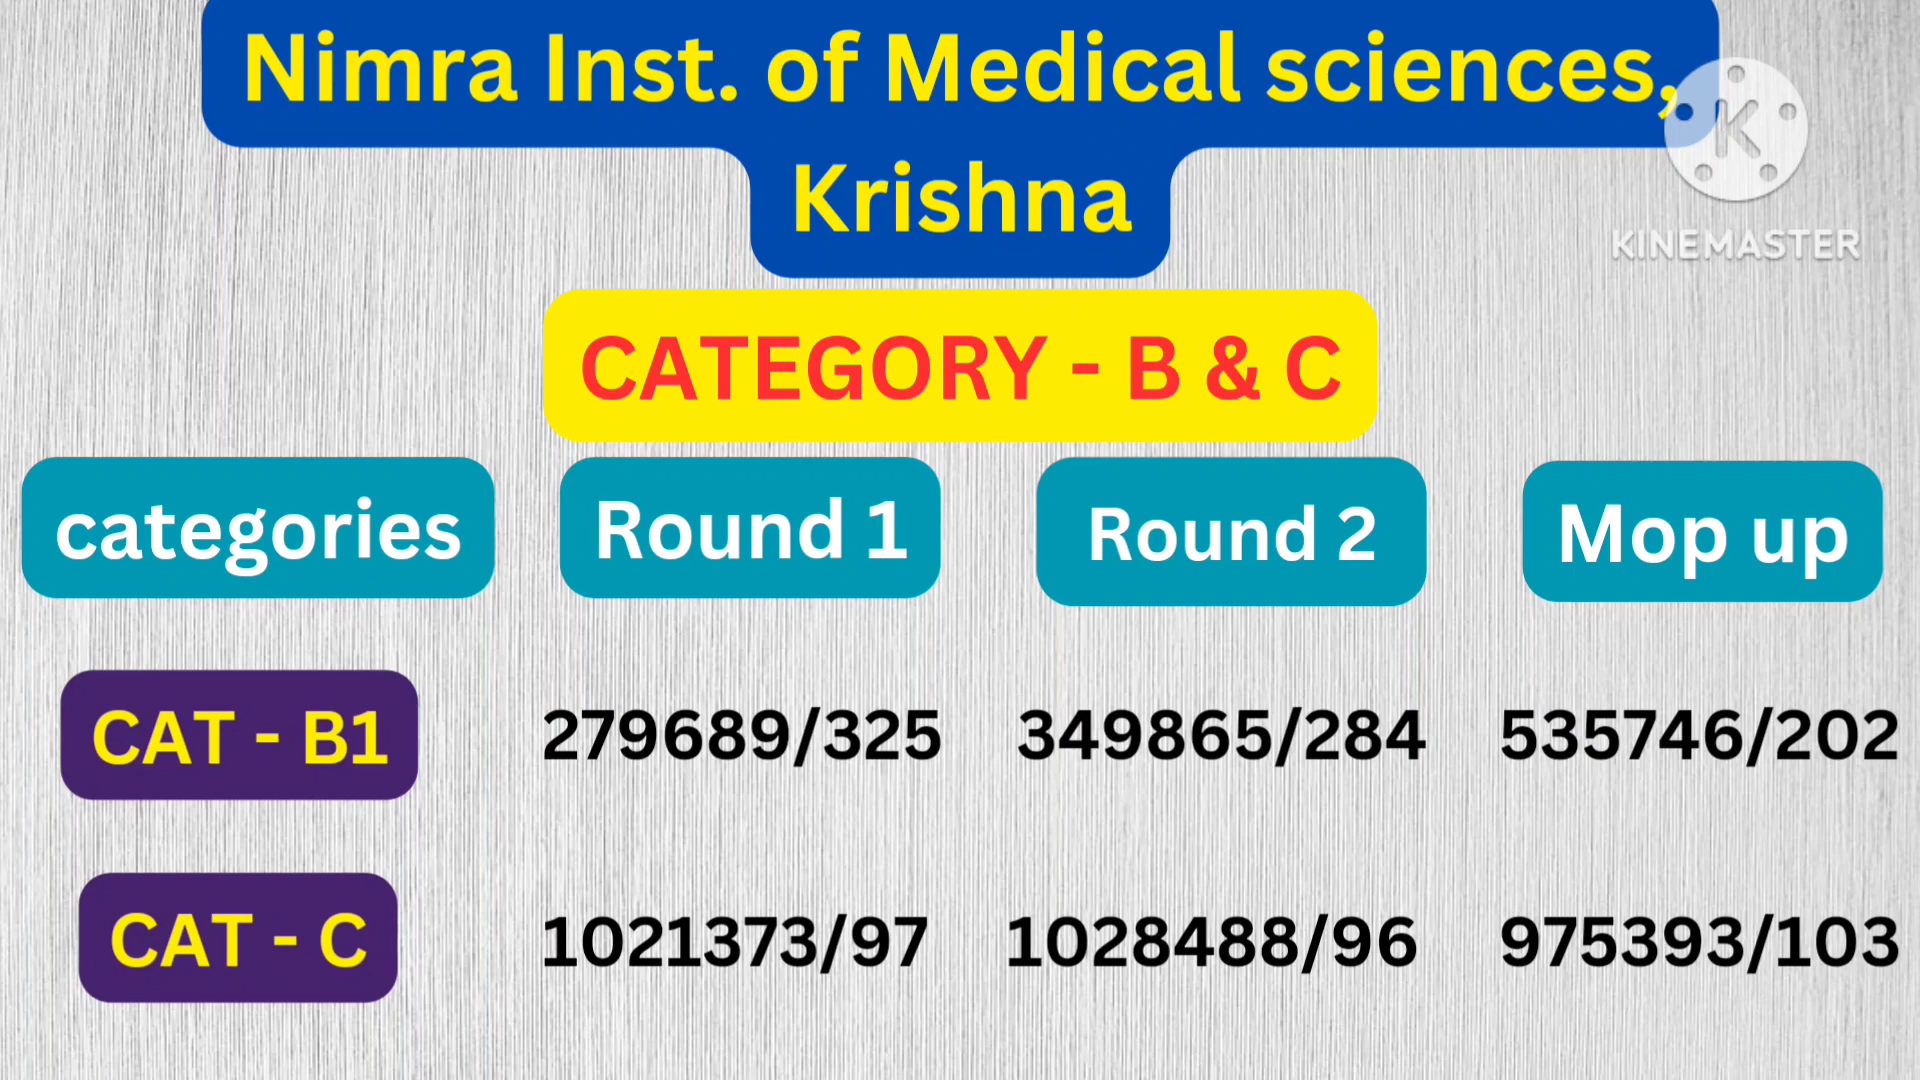 Nimra Inst. of Medical sciences,
Krishna
K
KINEMASTER
CATEGORY - B & C
categories Round 1 Round 2 Mop up
CAT - B1 279689/325 349865/284 535746/202
CAT - C 1021373/97 1028488/96 975393/103